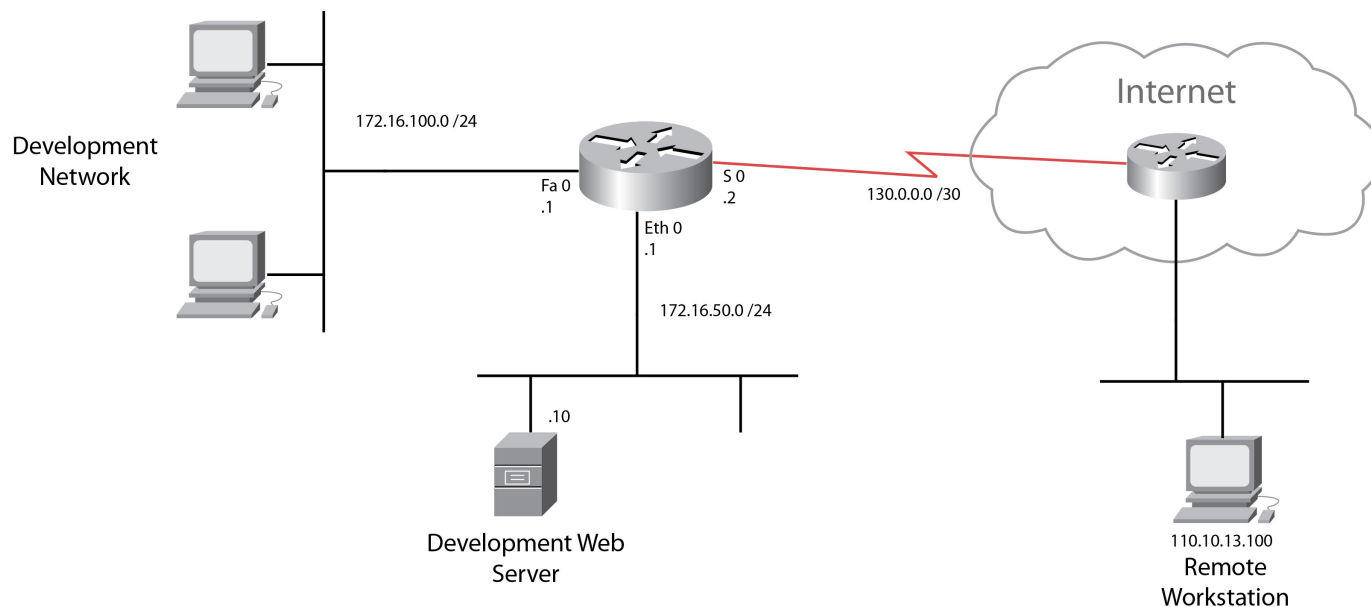 Development
Network
172.16.100.0 /24
Fa 0
.1
S 0
.2
Eth 0
.1
130.0.0.0 /30
Internet
172.16.50.0 /24
.10
Development Web
Server
110.10.13.100
Remote
Workstation